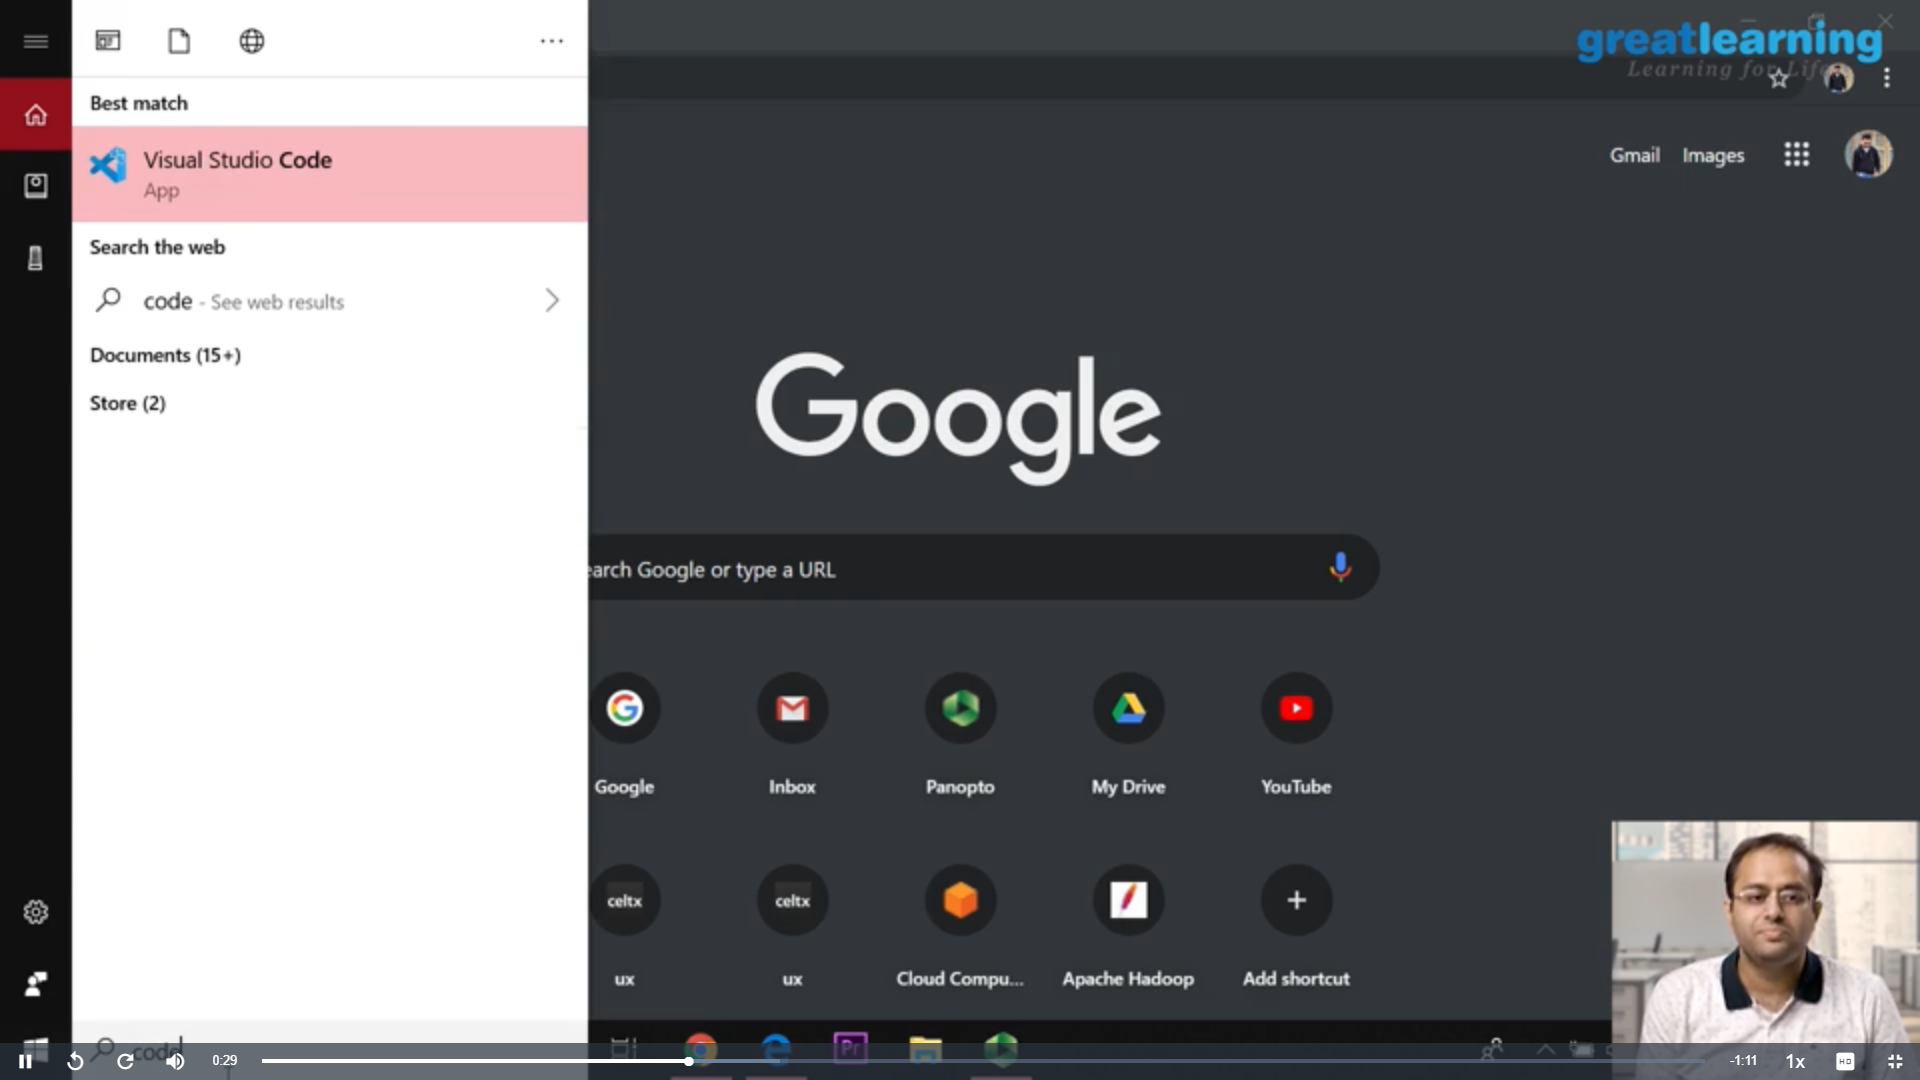 greatlearning
Learning for Life
Best match
Visual Studio Code
App
Search the web
code - See web results
Documents (15+)
Store (2)
Gmail Images
Google
earch Google or type a URL
Google Inbox Panopto My Drive YouTube
celtx celtx
ux ux Cloud Compu... Apache Hadoop Add shortcut
Pr
0:29 -1:11 1x HD